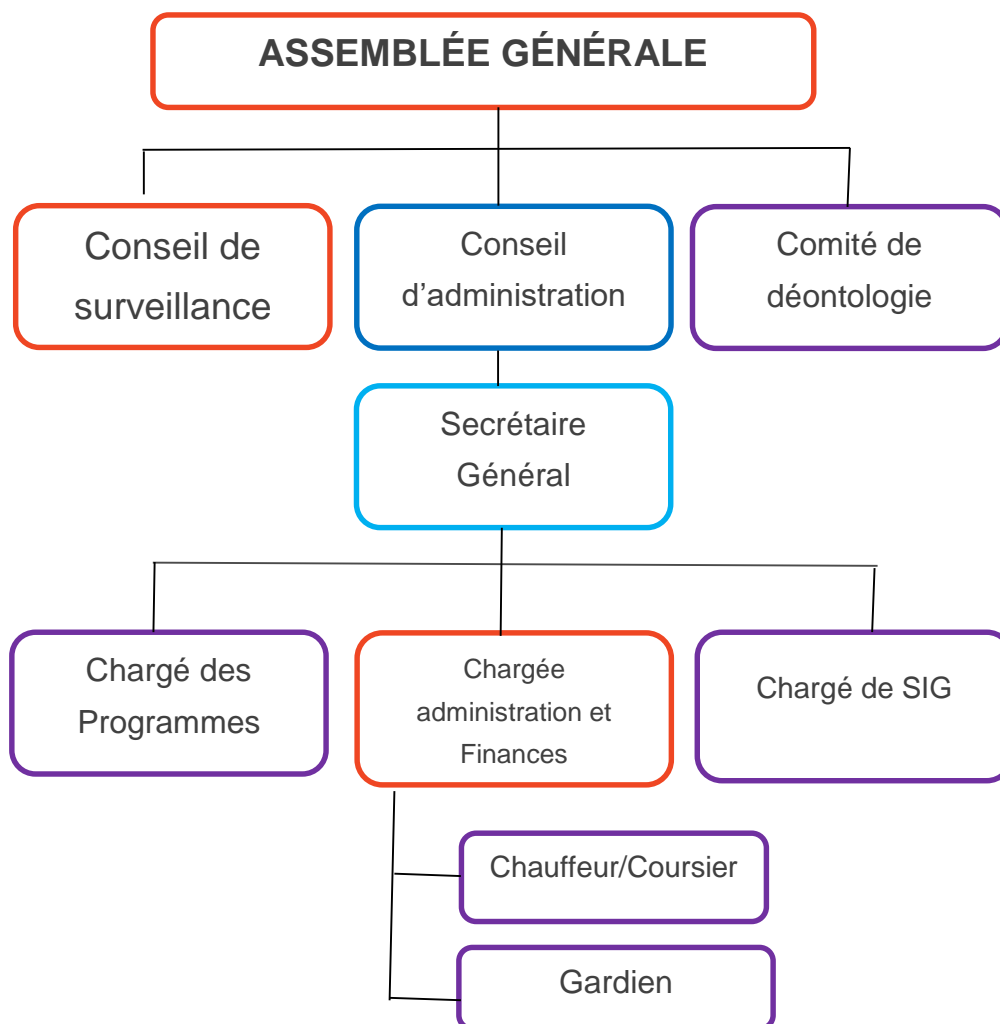 ASSEMBLÉE GÉNÉRALE
Conseil de
surveillance
Conseil
d’administration
Comité de
déontologie
Secrétaire
Général
Chargé des
Programmes
Chargée
administration et
Finances
Chargé de SIG
Chauffeur/Coursier
Gardien